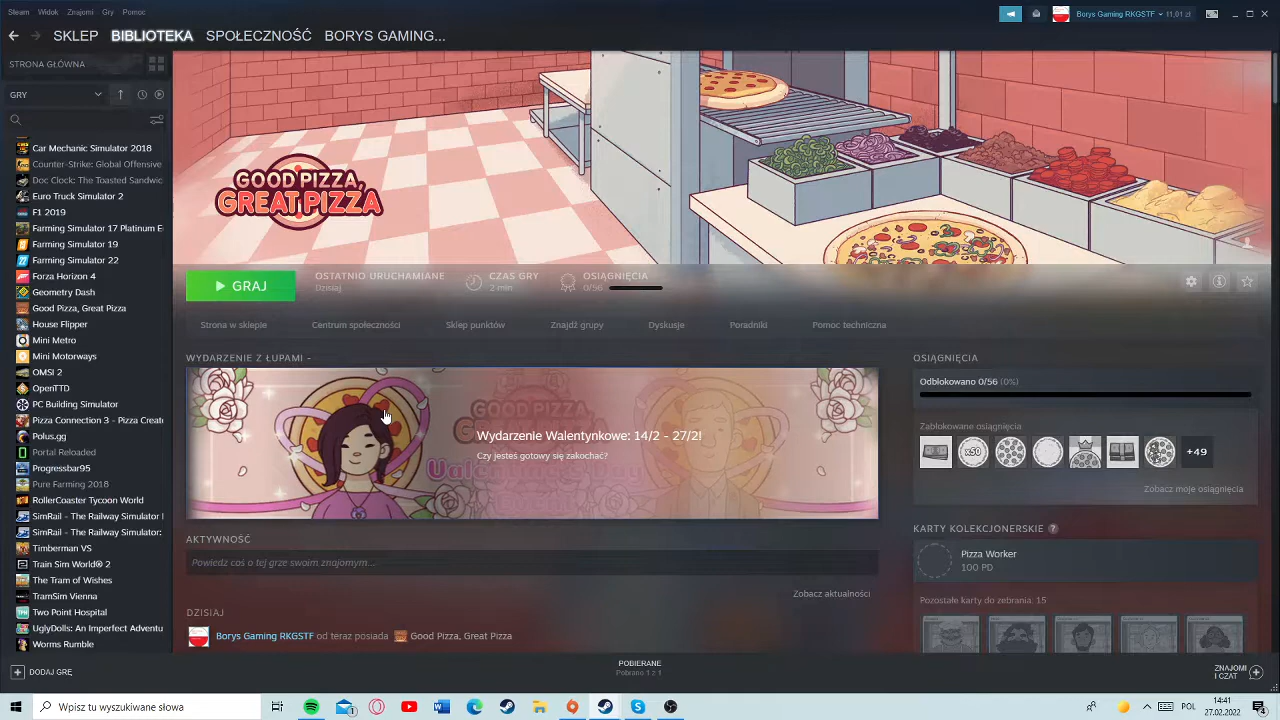 Steam Widok Znajomi Gry Pomoc
Borys Gaming RKGSTF 11,01 zł
SKLEP BIBLIOTEKA SPOŁECZNOŚĆ BORYS GAMING...
STRONA GŁÓWNA
GRY
Car Mechanic Simulator 2018
Counter-Strike: Global Offensive
Doc Clock: The Toasted Sandwic
Euro Truck Simulator 2
F1 2019
Farming Simulator 17 Platinum E
Farming Simulator 19
Farming Simulator 22
Forza Horizon 4
Geometry Dash
Good Pizza, Great Pizza
House Flipper
Mini Metro
Mini Motorways
OMSI 2
OpenTTD
PC Building Simulator
Pizza Connection 3 - Pizza Creato
Polus.gg
Portal Reloaded
Progressbar95
Pure Farming 2018
RollerCoaster Tycoon World
SimRail - The Railway Simulator
SimRail - The Railway Simulator:
Timberman VS
Train Sim World® 2
The Tram of Wishes
TramSim Vienna
Two Point Hospital
UglyDolls: An Imperfect Adventu
Worms Rumble
DODAJ GRĘ
GOOD PIZZA,
GREAT PIZZA
GRAJ
OSTATNIO URUCHAMIANE
Dzisiaj
CZAS GRY
2 min
OSIĄGNIĘCIA
0/56
Strona w sklepie Centrum społeczności Sklep punktów Znajdź grupy Dyskusje Poradniki Pomoc techniczna
WYDARZENIE Z ŁUPAMI -
GOOD PIZZA
Wydarzenie Walentynkowe: 14/2 - 27/2!
Czy jesteś gotowy się zakochać?
AKTYWNOŚĆ
Powiedz coś o tej grze swoim znajomym...
Zobacz aktualności
DZISIAJ
Borys Gaming RKGSTF od teraz posiada Good Pizza, Great Pizza
OSIĄGNIĘCIA
Odblokowano 0/56 (0%)
Zablokowane osiągnięcia
x50
+49
Zobacz moje osiągnięcia
KARTY KOLEKCJONERSKIE ?
Pizza Worker
100 PD
Pozostałe karty do zebrania: 15
POBIERANE
Pobrano 1 z 1
ZNAJOMI
I CZAT
Wpisz tu wyszukiwane słowa
POL
14:41
27.02.2022